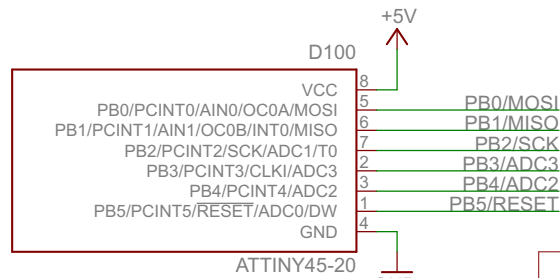 +5V
D100
VCC 8
PB0/PCINT0/AIN0/OC0A/MOSI 5 PB0/MOSI
PB1/PCINT1/AIN1/OC0B/INT0/MISO 6 PB1/MISO
PB2/PCINT2/SCK/ADC1/T0 7 PB2/SCK
PB3/PCINT3/CLKI/ADC3 2 PB3/ADC3
PB4/PCINT4/ADC2 3 PB4/ADC2
PB5/PCINT5/RESET/ADC0/DW 1 PB5/RESET
GND 4
ATTINY45-20